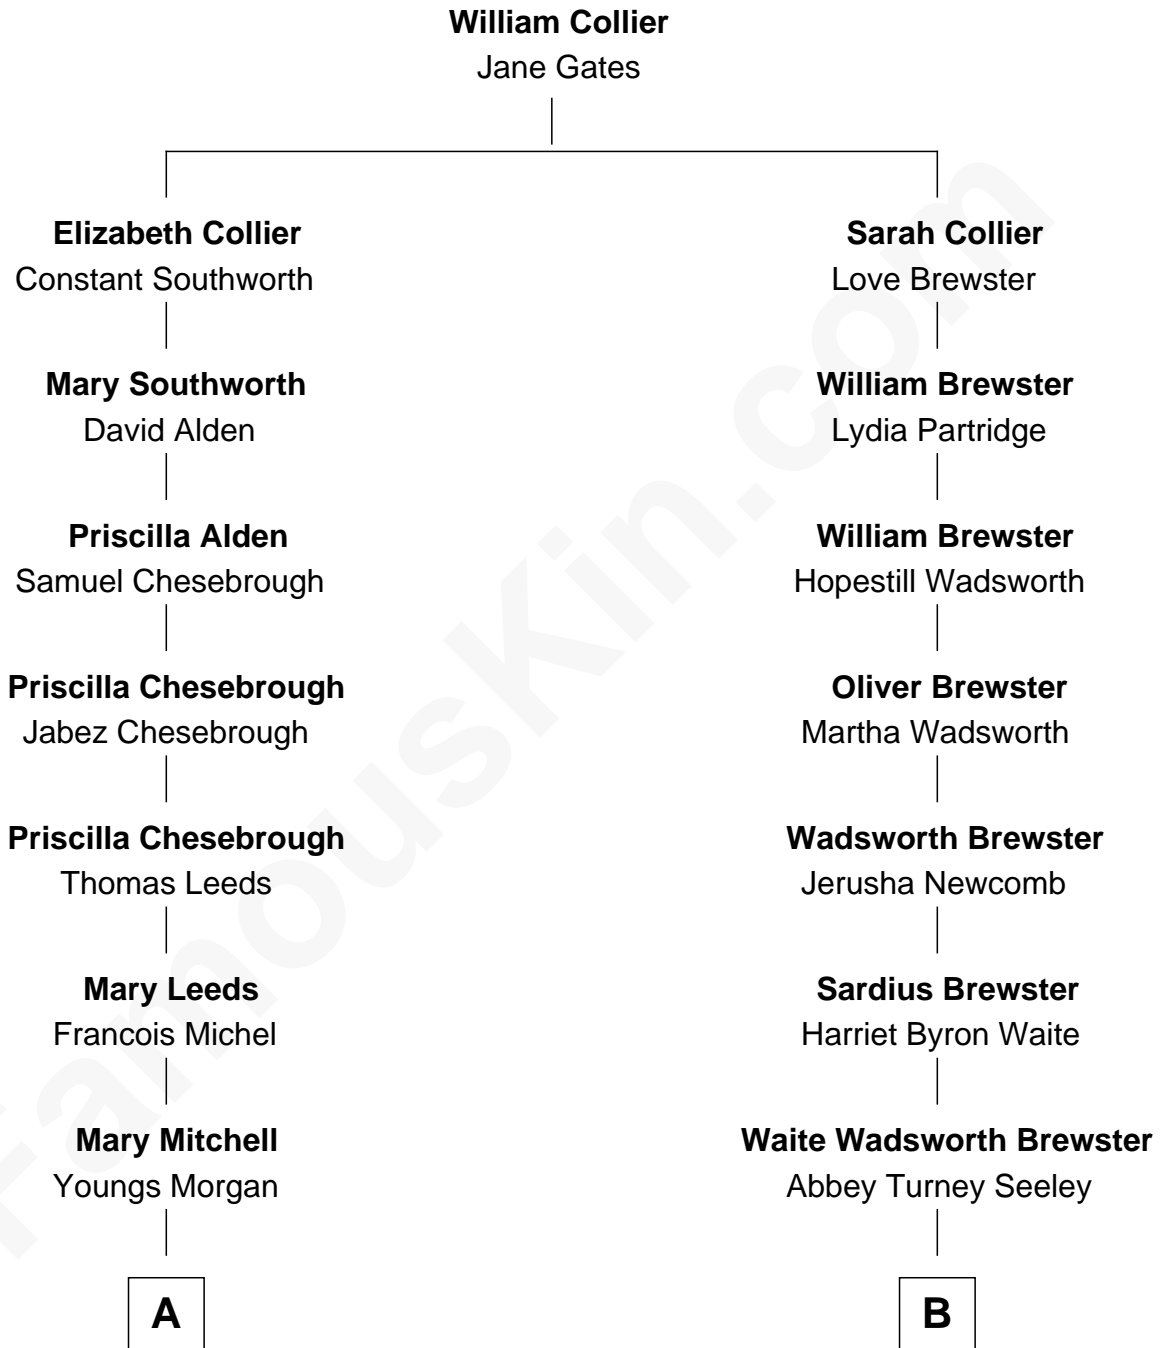 William Collier
Jane Gates
Elizabeth Collier
Constant Southworth
Sarah Collier
Love Brewster
Mary Southworth
David Alden
William Brewster
Lydia Partridge
Priscilla Alden
Samuel Chesebrough
William Brewster
Hopestill Wadsworth
Priscilla Chesebrough
Jabez Chesebrough
Oliver Brewster
Martha Wadsworth
Priscilla Chesebrough
Thomas Leeds
Wadsworth Brewster
Jerusha Newcomb
Mary Leeds
Francois Michel
Sardius Brewster
Harriet Byron Waite
Mary Mitchell
Youngs Morgan
Waite Wadsworth Brewster
Abbey Turney Seeley
A
B
FamousKin.com